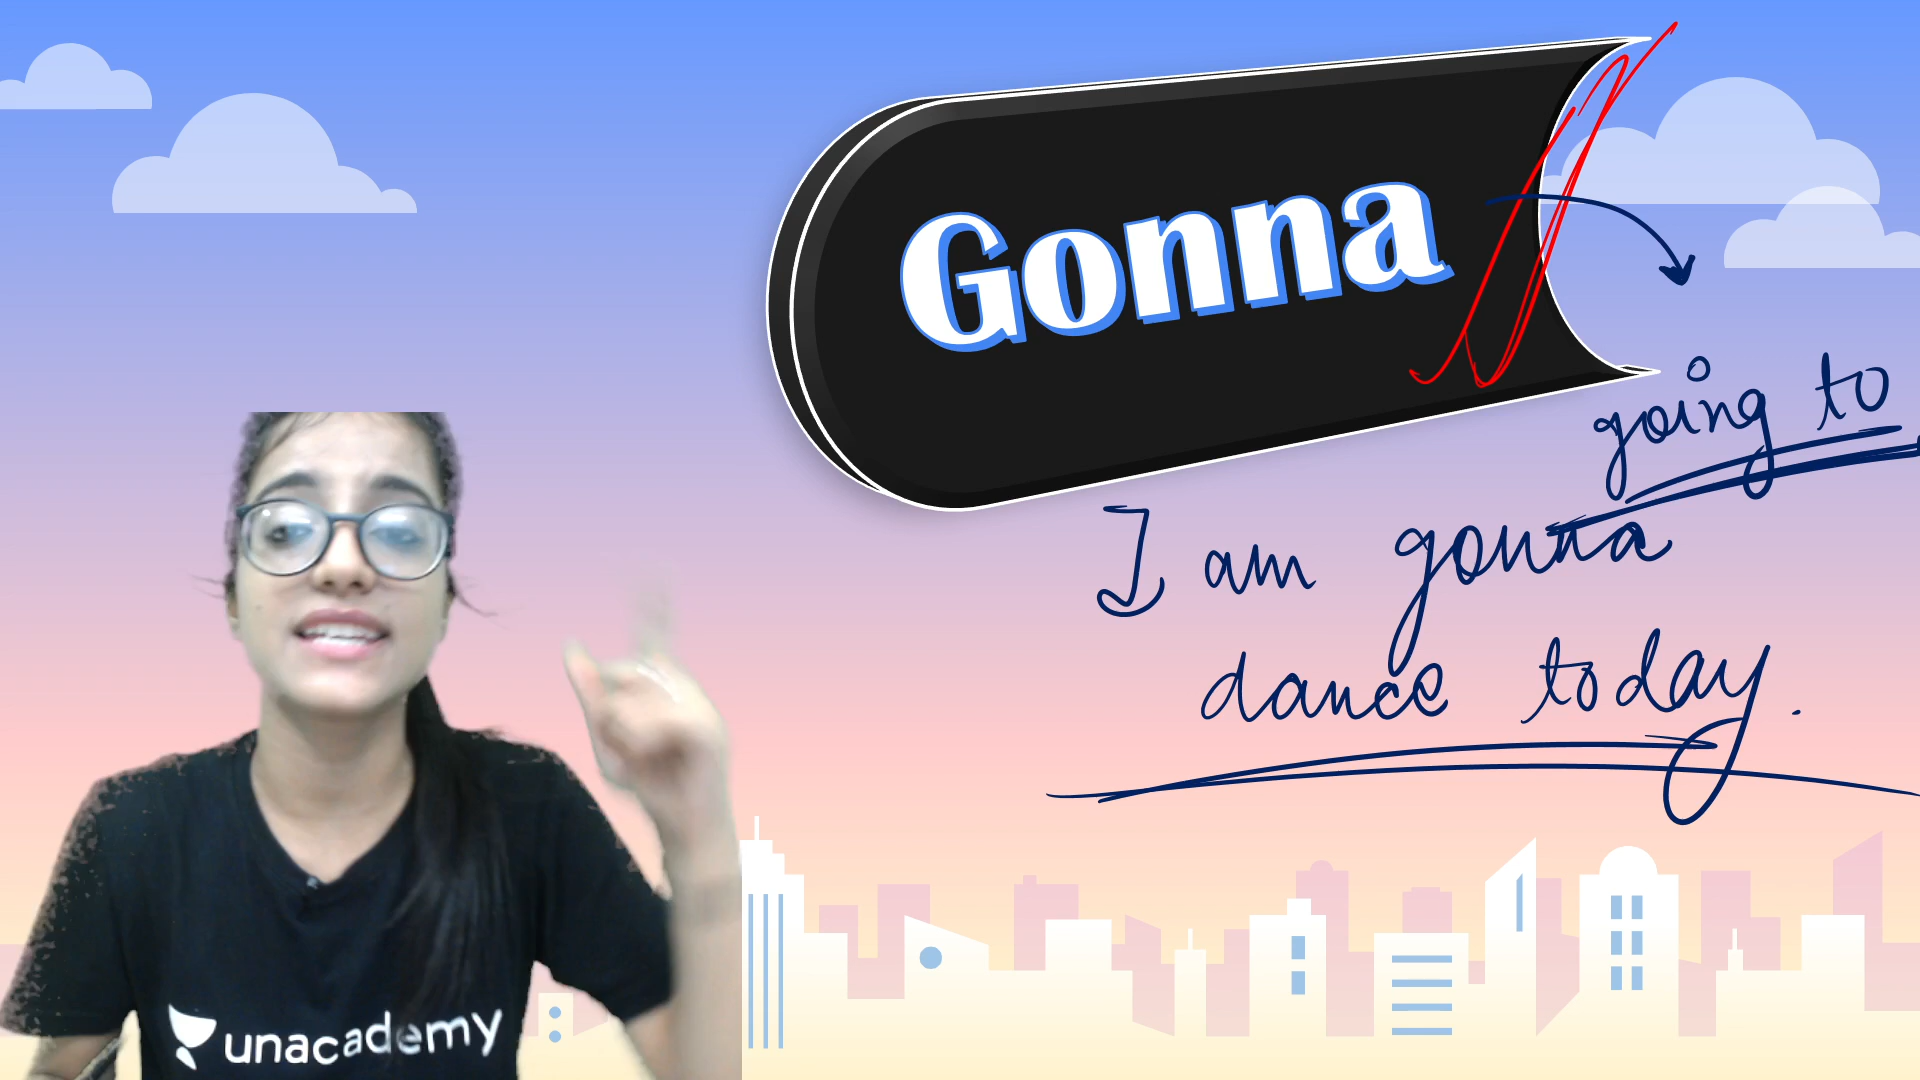 Gonna
going to
I am gonna
dance today.
unacademy